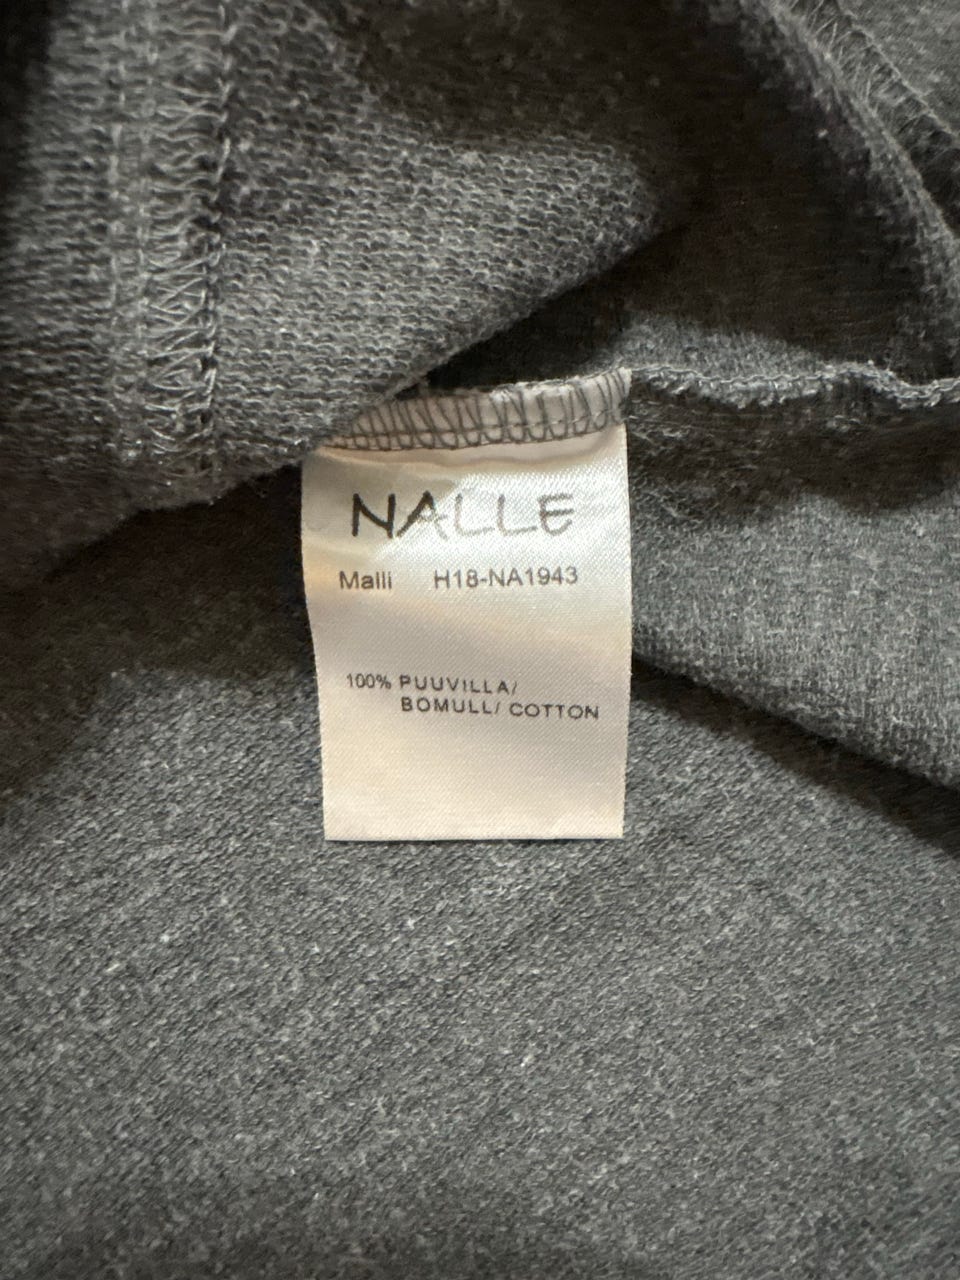 NALLE
Malli H18-NA1943
100% PUUVILLA/
BOMULL/ COTTON